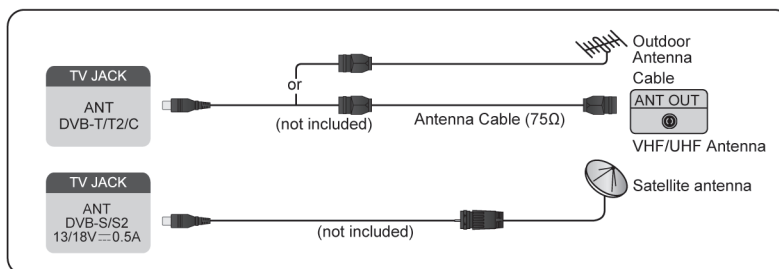 TV JACK
ANT
DVB-T/T2/C
or
(not included)
Antenna Cable (75Ω)
Outdoor
Antenna
Cable
ANT OUT
VHF/UHF Antenna
TV JACK
ANT
DVB-S/S2
13/18V⎓0.5A
(not included)
Satellite antenna